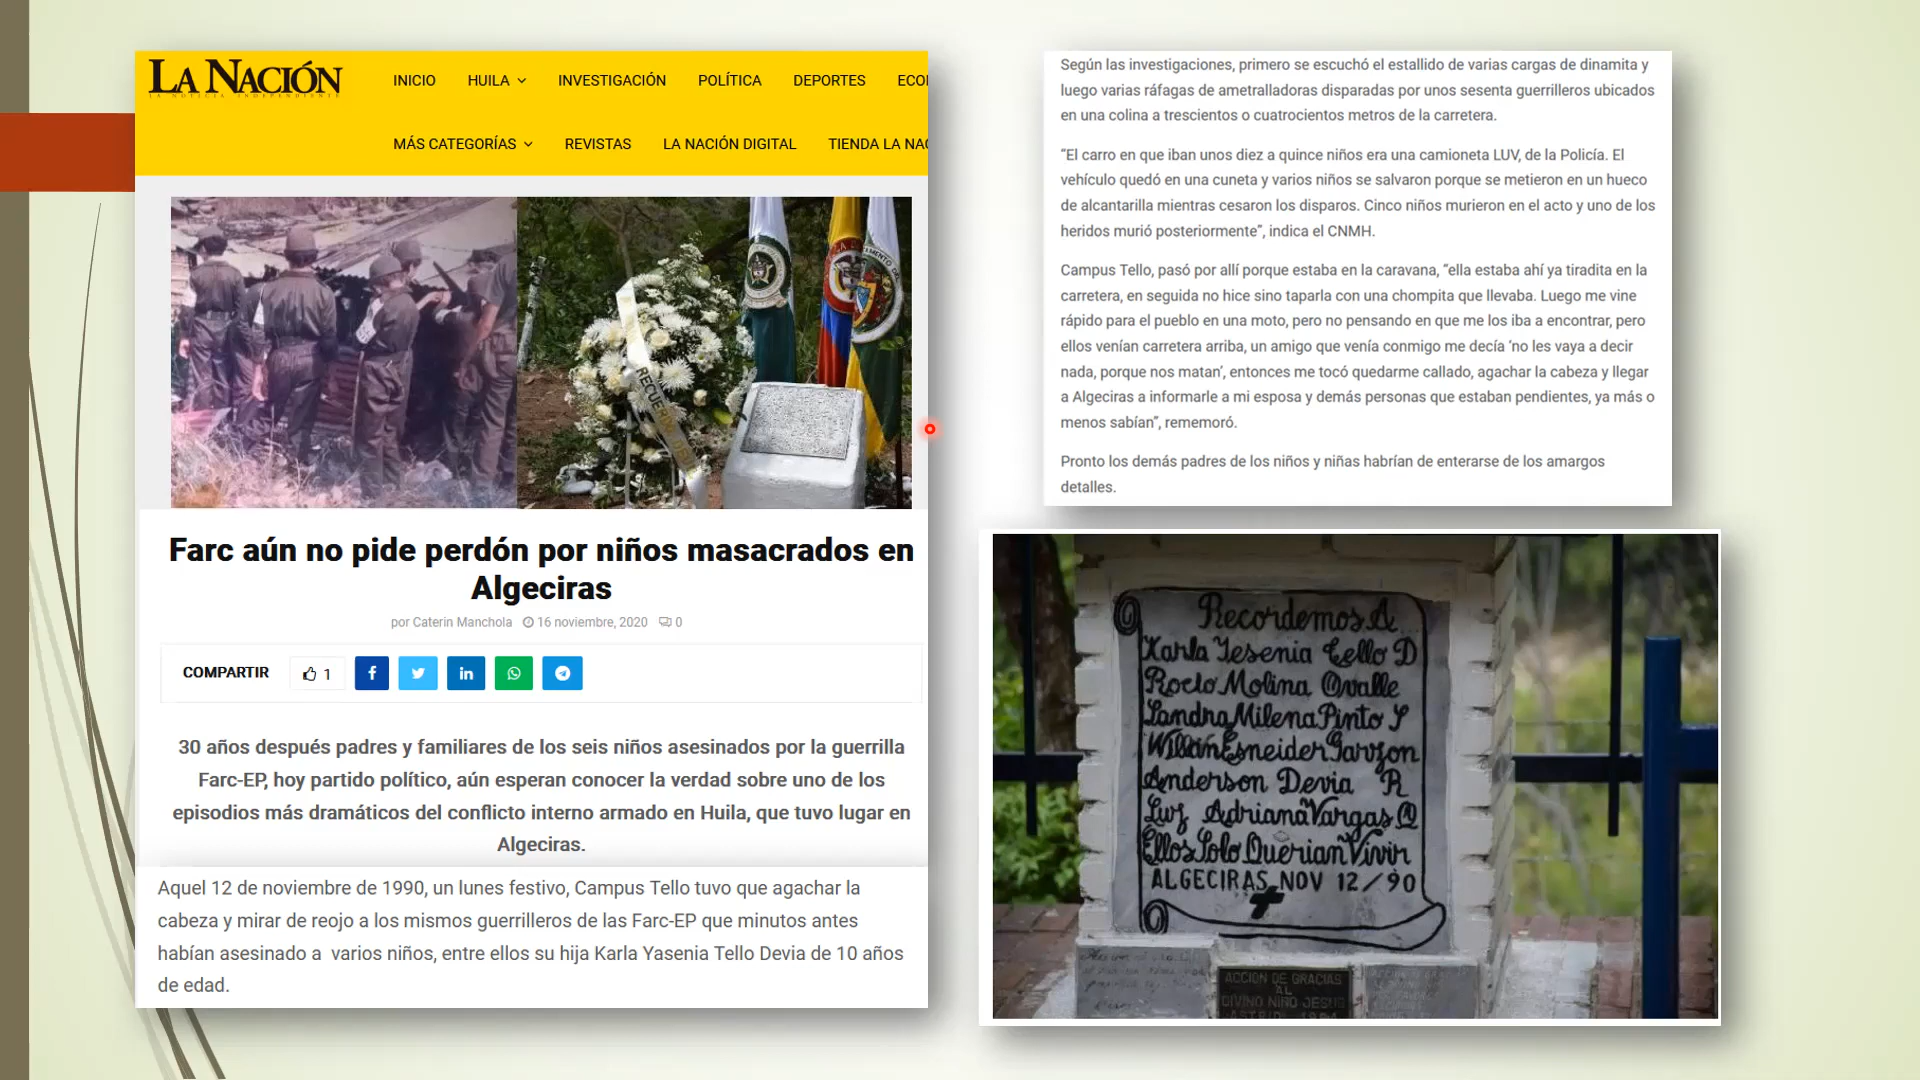 LA NACIÓN
LA NOTICIA INDEPENDIENTE
INICIO HUILA INVESTIGACIÓN POLÍTICA DEPORTES ECO
MÁS CATEGORÍAS REVISTAS LA NACIÓN DIGITAL TIENDA LA NA
Farc aún no pide perdón por niños masacrados en
Algeciras
por Caterin Manchola 16 noviembre, 2020 0
COMPARTIR 1
30 años después padres y familiares de los seis niños asesinados por la guerrilla
Farc-EP, hoy partido político, aún esperan conocer la verdad sobre uno de los
episodios más dramáticos del conflicto interno armado en Huila, que tuvo lugar en
Algeciras.
Aquel 12 de noviembre de 1990, un lunes festivo, Campus Tello tuvo que agachar la
cabeza y mirar de reojo a los mismos guerrilleros de las Farc-EP que minutos antes
habían asesinado a varios niños, entre ellos su hija Karla Yasenia Tello Devia de 10 años
de edad.
Según las investigaciones, primero se escuchó el estallido de varias cargas de dinamita y
luego varias ráfagas de ametralladoras disparadas por unos sesenta guerrilleros ubicados
en una colina a trescientos o cuatrocientos metros de la carretera.
“El carro en que iban unos diez a quince niños era una camioneta LUV, de la Policía. El
vehículo quedó en una cuneta y varios niños se salvaron porque se metieron en un hueco
de alcantarilla mientras cesaron los disparos. Cinco niños murieron en el acto y uno de los
heridos murió posteriormente”, indica el CNMH.
Campus Tello, pasó por allí porque estaba en la caravana, “ella estaba ahí ya tiradita en la
carretera, en seguida no hice sino taparla con una chompita que llevaba. Luego me vine
rápido para el pueblo en una moto, pero no pensando en que me los iba a encontrar, pero
ellos venían carretera arriba, un amigo que venía conmigo me decía ‘no les vaya a decir
nada, porque nos matan’, entonces me tocó quedarme callado, agachar la cabeza y llegar
a Algeciras a informarle a mi esposa y demás personas que estaban pendientes, ya más o
menos sabían”, rememoró.
Pronto los demás padres de los niños y niñas habrían de enterarse de los amargos
detalles.
Recordemos A
Karla Yesenia Tello D
Rocío Molina Ovalle
Sandra Milena Pinto S
Willian Esneider Garzon
Anderson Devia R
Luz Adriana Vargas Q
Ellos Solo Querian Vivir
ALGECIRAS NOV 12/90
ACCION DE GRACIAS
AL
DIVINO NIÑO JESUS